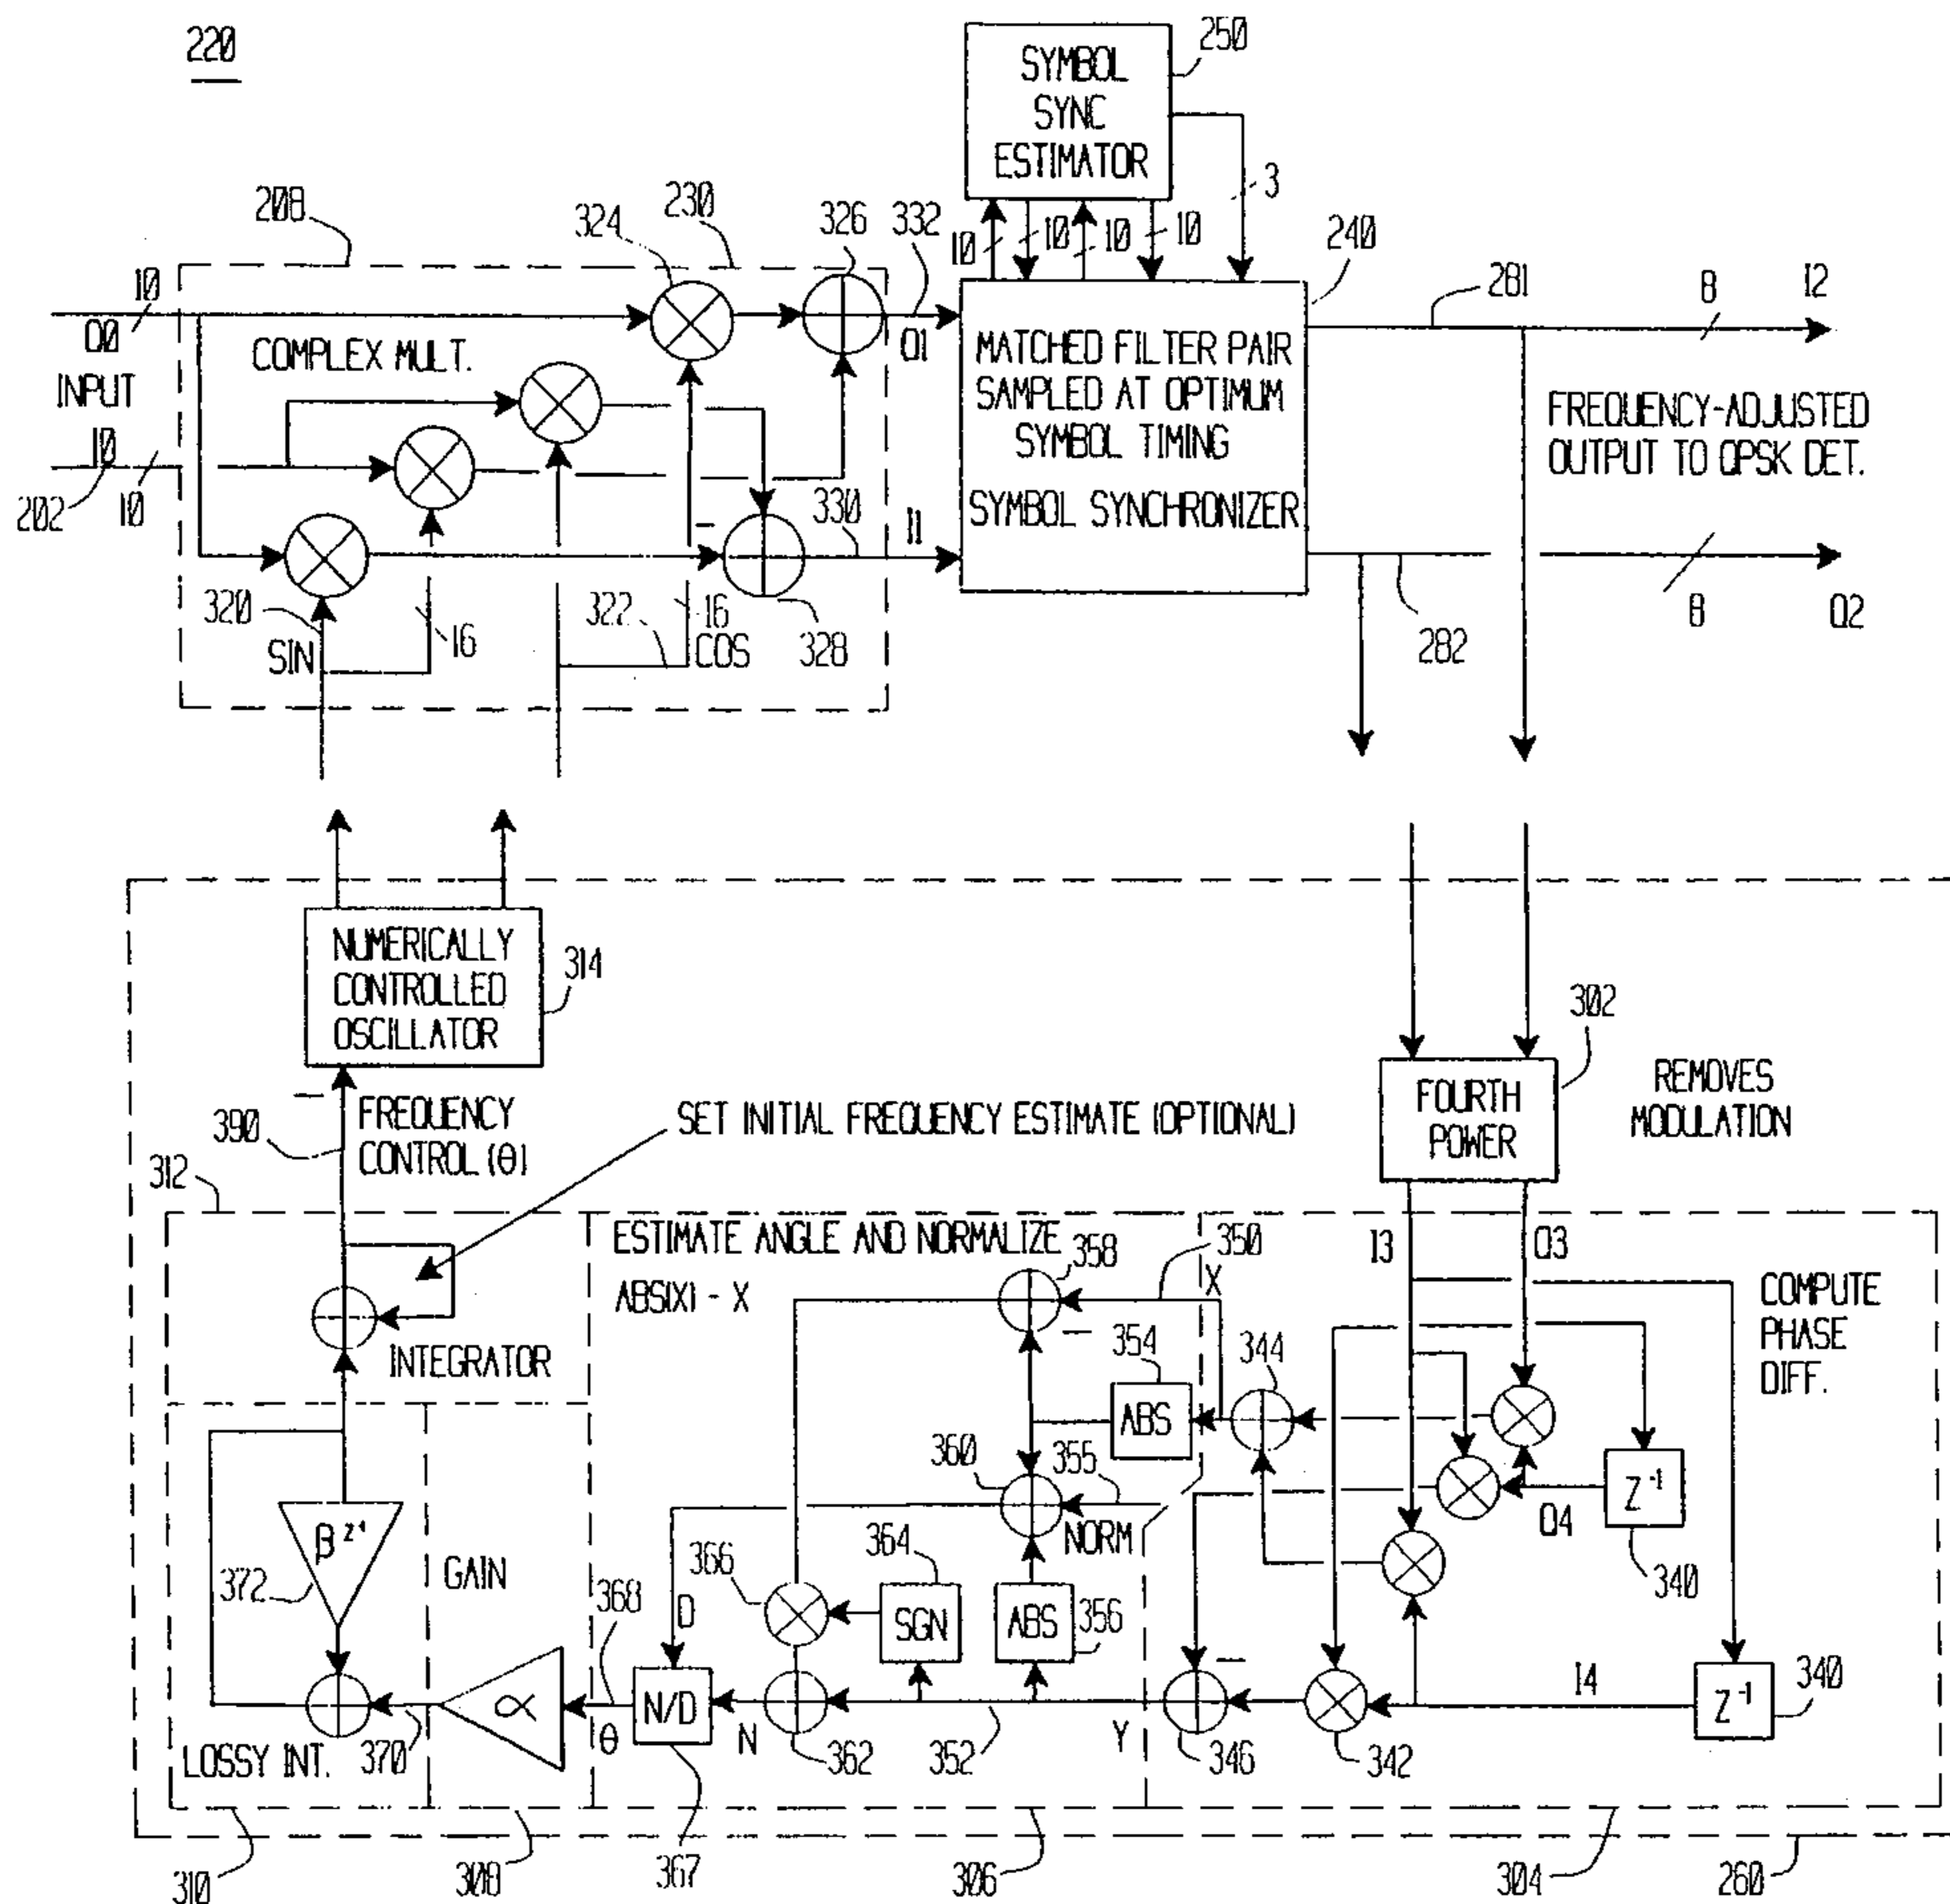 220
250
SYMBOL
SYNC
ESTIMATOR
3
208
324
230
326
332
10
10
10
10
240
10
Q0
INPUT
I0
10
202
10
COMPLEX MULT.
Q1
MATCHED FILTER PAIR
SAMPLED AT OPTIMUM
SYMBOL TIMING
SYMBOL SYNCHRONIZER
281
8
I2
FREQUENCY-ADJUSTED
OUTPUT TO QPSK DET.
–
330
I1
320
SIN
16
322
16
COS
328
282
8
Q2
NUMERICALLY
CONTROLLED
OSCILLATOR
314
302
FOURTH
POWER
REMOVES
MODULATION
–
390
FREQUENCY
CONTROL (θ)
SET INITIAL FREQUENCY ESTIMATE (OPTIONAL)
312
ESTIMATE ANGLE AND NORMALIZE
ABS(X) - X
358
350
X
I3
Q3
COMPUTE
PHASE
DIFF.
–
INTEGRATOR
354
ABS
344
360
355
NORM
Q4
Z⁻¹
340
β Z⁻¹
372
GAIN
366
364
SGN
ABS
356
D
368
α
θ
N/D
N
362
352
Y
–
346
342
I4
Z⁻¹
340
LOSSY INT.
370
310
308
367
306
304
260